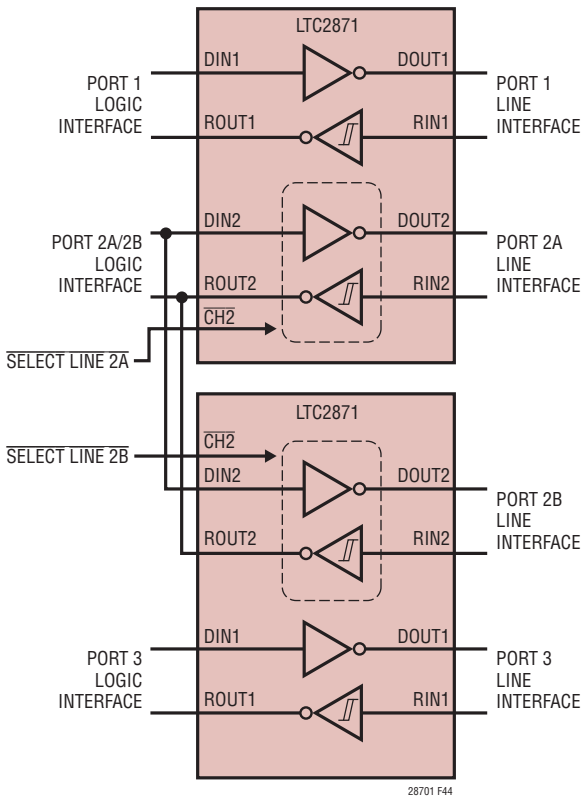 LTC2871
DIN1
DOUT1
PORT 1
LOGIC
INTERFACE
PORT 1
LINE
INTERFACE
ROUT1
RIN1
DIN2
DOUT2
PORT 2A/2B
LOGIC
INTERFACE
PORT 2A
LINE
INTERFACE
ROUT2
RIN2
CH2
SELECT LINE 2A
LTC2871
CH2
SELECT LINE 2B
DIN2
DOUT2
PORT 2B
LINE
INTERFACE
ROUT2
RIN2
DIN1
DOUT1
PORT 3
LOGIC
INTERFACE
PORT 3
LINE
INTERFACE
ROUT1
RIN1
28701 F44